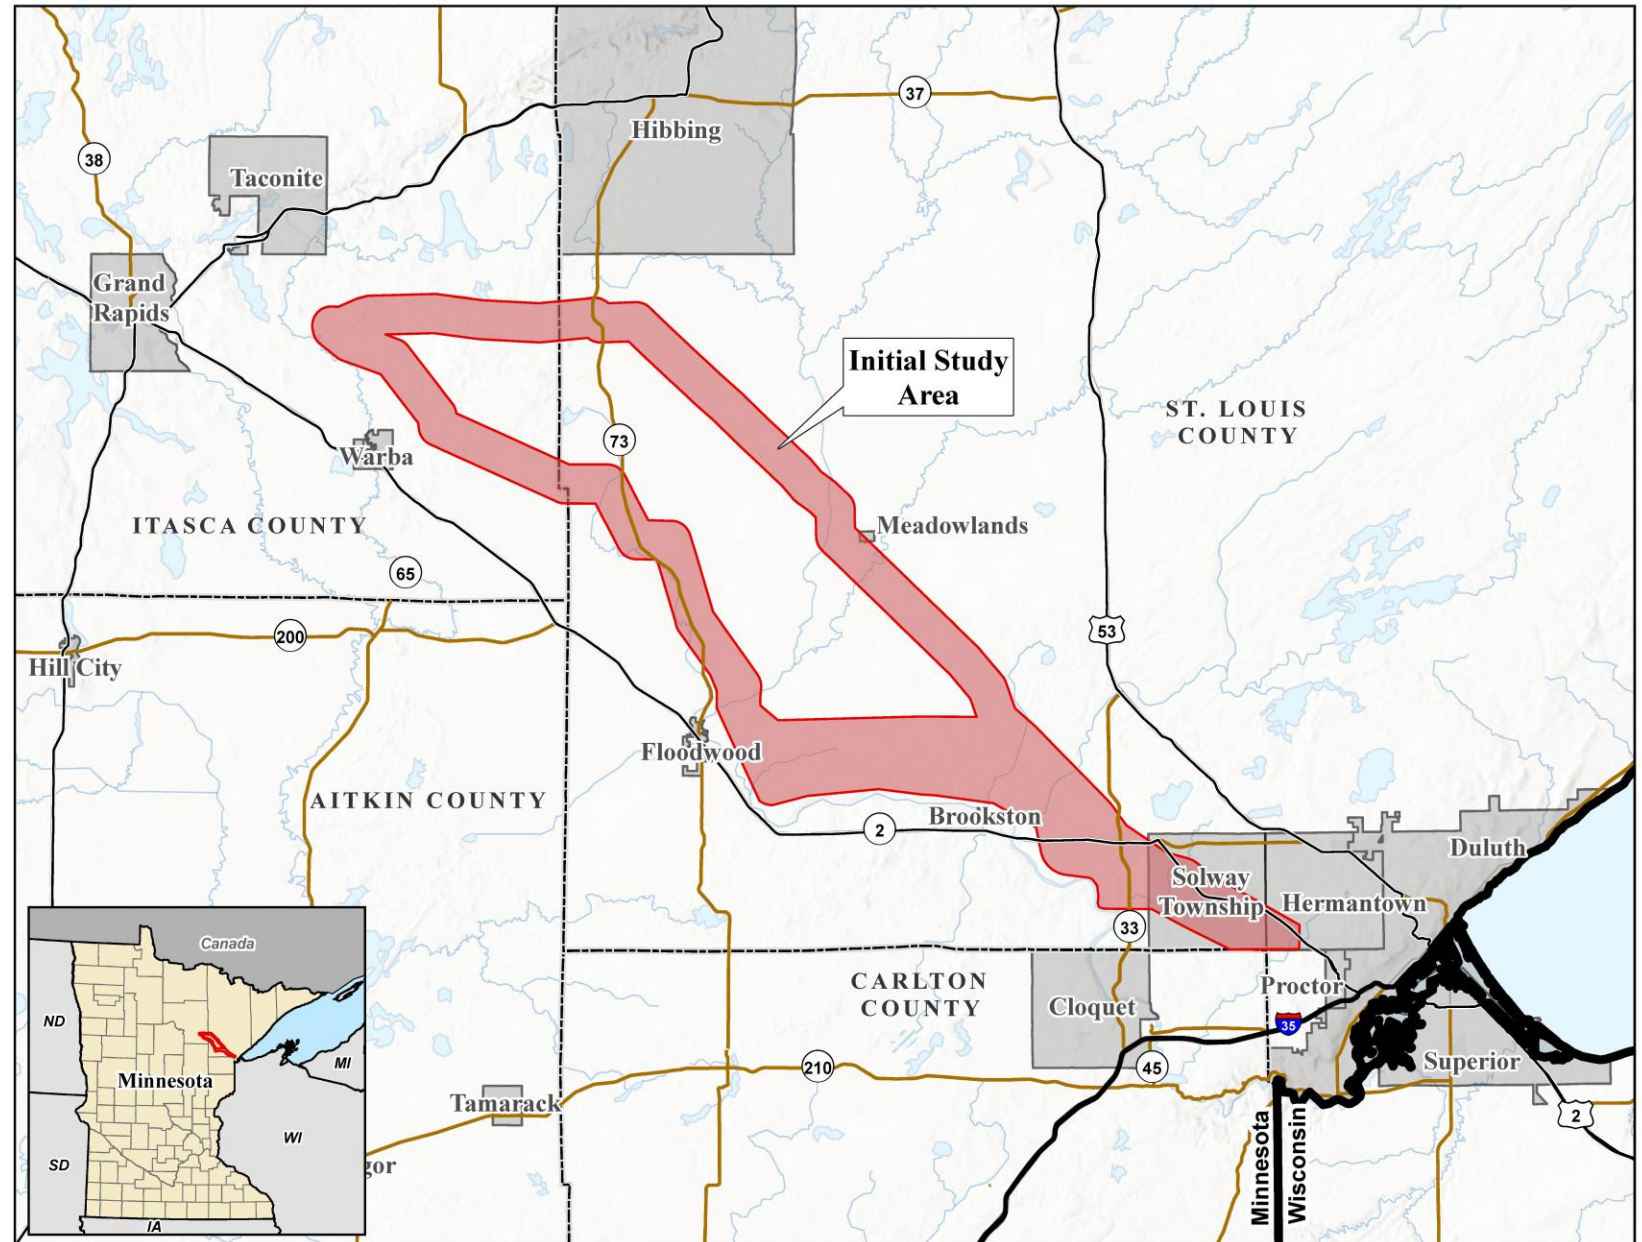 37
Hibbing
38
Taconite
Grand
Rapids
Initial Study
Area
ST. LOUIS
COUNTY
73
Warba
Meadowlands
ITASCA COUNTY
65
53
200
Hill City
Floodwood
AITKIN COUNTY
Brookston
2
Duluth
Solway
Township
Hermantown
33
CARLTON
COUNTY
Proctor
Cloquet
35
Superior
45
210
Tamarack
2
gor
Minnesota
Wisconsin
Canada
ND
MI
Minnesota
WI
SD
IA